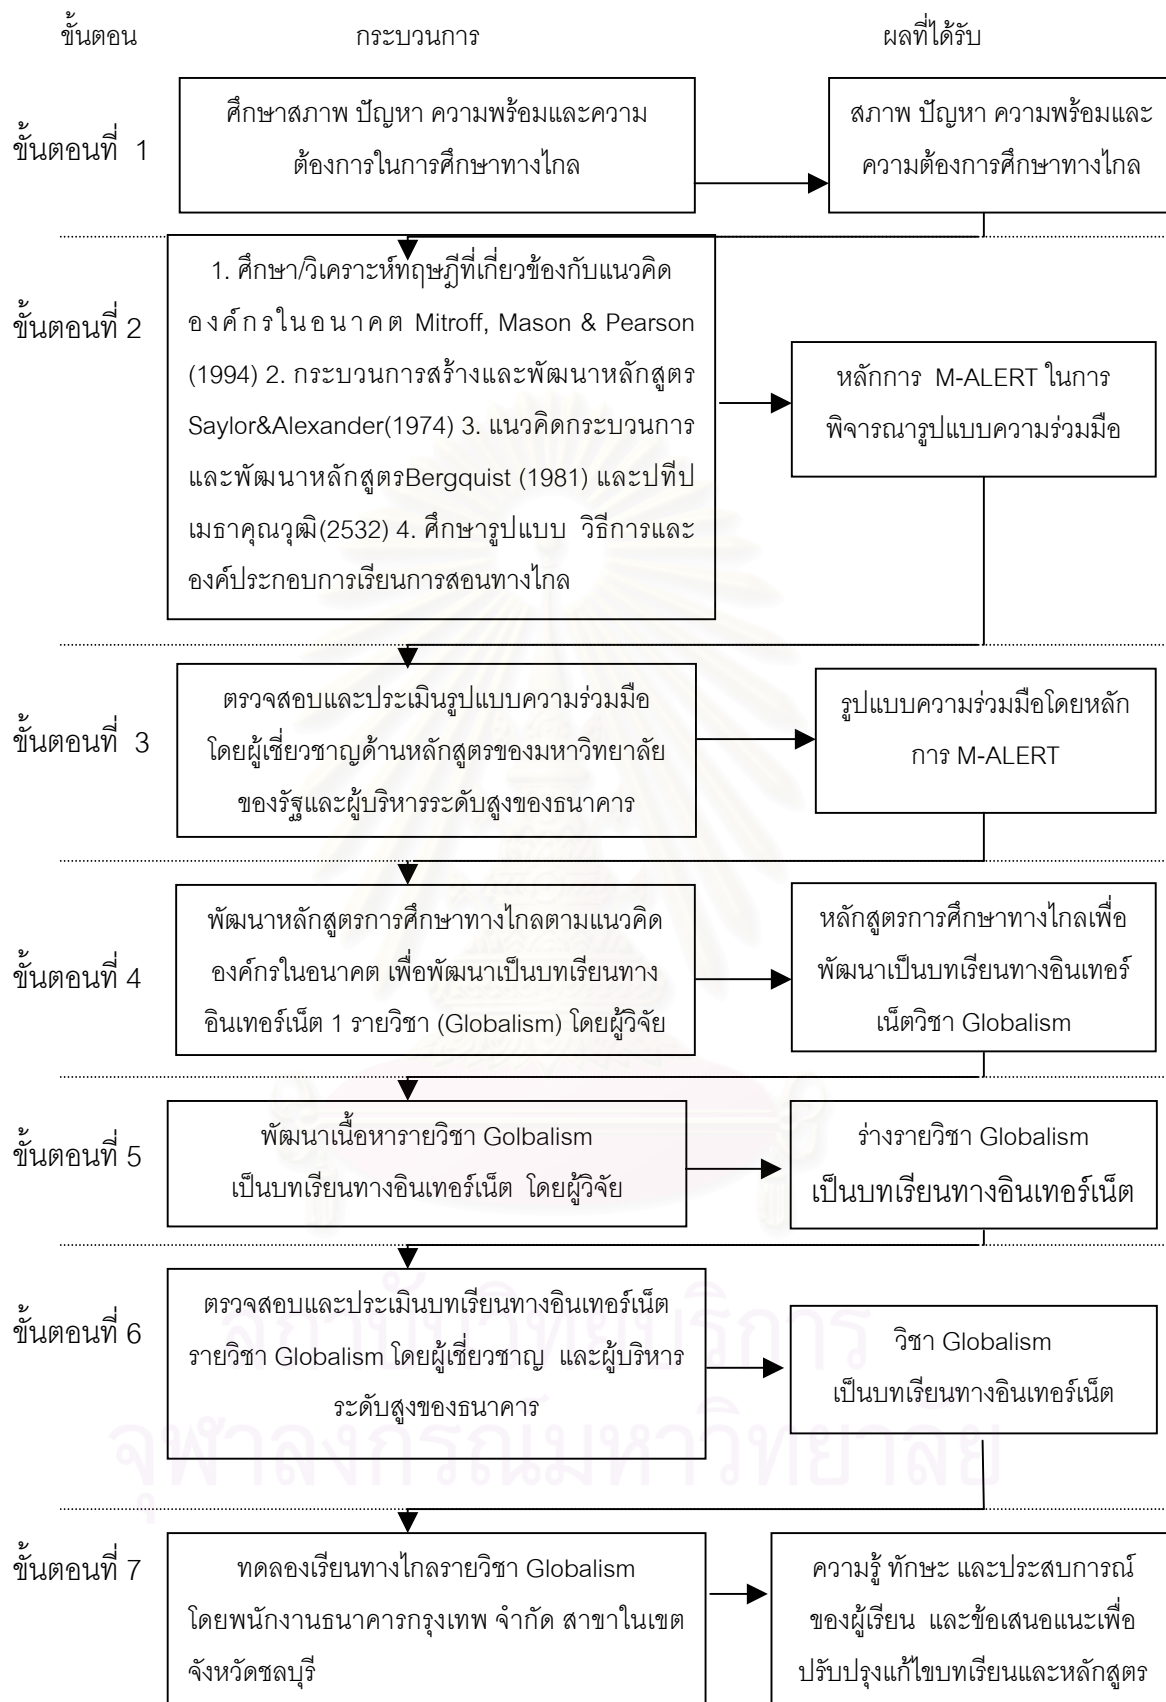 ขั้นตอน กระบวนการ ผลที่ได้รับ
ขั้นตอนที่ 1
ศึกษาสภาพ ปัญหา ความพร้อมและความ
ต้องการในการศึกษาทางไกล
สภาพ ปัญหา ความพร้อมและ
ความต้องการศึกษาทางไกล
ขั้นตอนที่ 2
1. ศึกษา/วิเคราะห์ทฤษฎีที่เกี่ยวข้องกับแนวคิด
องค์กรในอนาคต Mitroff, Mason & Pearson
(1994) 2. กระบวนการสร้างและพัฒนาหลักสูตร
Saylor&Alexander(1974) 3. แนวคิดกระบวนการ
และพัฒนาหลักสูตรBergquist (1981) และปทีป
เมธาคุณวุฒิ(2532) 4. ศึกษารูปแบบ วิธีการและ
องค์ประกอบการเรียนการสอนทางไกล
หลักการ M-ALERT ในการ
พิจารณารูปแบบความร่วมมือ
ขั้นตอนที่ 3
ตรวจสอบและประเมินรูปแบบความร่วมมือ
โดยผู้เชี่ยวชาญด้านหลักสูตรของมหาวิทยาลัย
ของรัฐและผู้บริหารระดับสูงของธนาคาร
รูปแบบความร่วมมือโดยหลัก
การ M-ALERT
ขั้นตอนที่ 4
พัฒนาหลักสูตรการศึกษาทางไกลตามแนวคิด
องค์กรในอนาคต เพื่อพัฒนาเป็นบทเรียนทาง
อินเทอร์เน็ต 1 รายวิชา (Globalism) โดยผู้วิจัย
หลักสูตรการศึกษาทางไกลเพื่อ
พัฒนาเป็นบทเรียนทางอินเทอร์
เน็ตวิชา Globalism
ขั้นตอนที่ 5
พัฒนาเนื้อหารายวิชา Golbalism
เป็นบทเรียนทางอินเทอร์เน็ต โดยผู้วิจัย
ร่างรายวิชา Globalism
เป็นบทเรียนทางอินเทอร์เน็ต
ขั้นตอนที่ 6
ตรวจสอบและประเมินบทเรียนทางอินเทอร์เน็ต
รายวิชา Globalism โดยผู้เชี่ยวชาญ และผู้บริหาร
ระดับสูงของธนาคาร
วิชา Globalism
เป็นบทเรียนทางอินเทอร์เน็ต
สถาบันวิทยบริการ
จุฬาลงกรณ์มหาวิทยาลัย
ขั้นตอนที่ 7
ทดลองเรียนทางไกลรายวิชา Globalism
โดยพนักงานธนาคารกรุงเทพ จำกัด สาขาในเขต
จังหวัดชลบุรี
ความรู้ ทักษะ และประสบการณ์
ของผู้เรียน และข้อเสนอแนะเพื่อ
ปรับปรุงแก้ไขบทเรียนและหลักสูตร